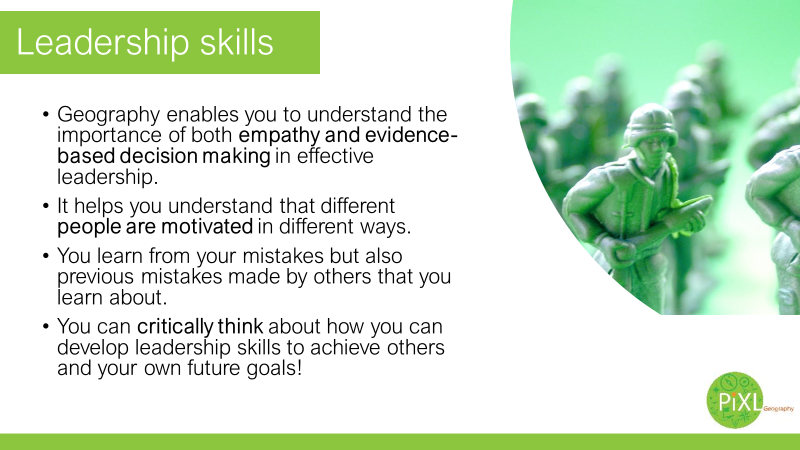 Leadership skills
• Geography enables you to understand the
importance of both empathy and evidence-
based decision making in effective
leadership.
• It helps you understand that different
people are motivated in different ways.
• You learn from your mistakes but also
previous mistakes made by others that you
learn about.
• You can critically think about how you can
develop leadership skills to achieve others
and your own future goals!
PiXL Geography